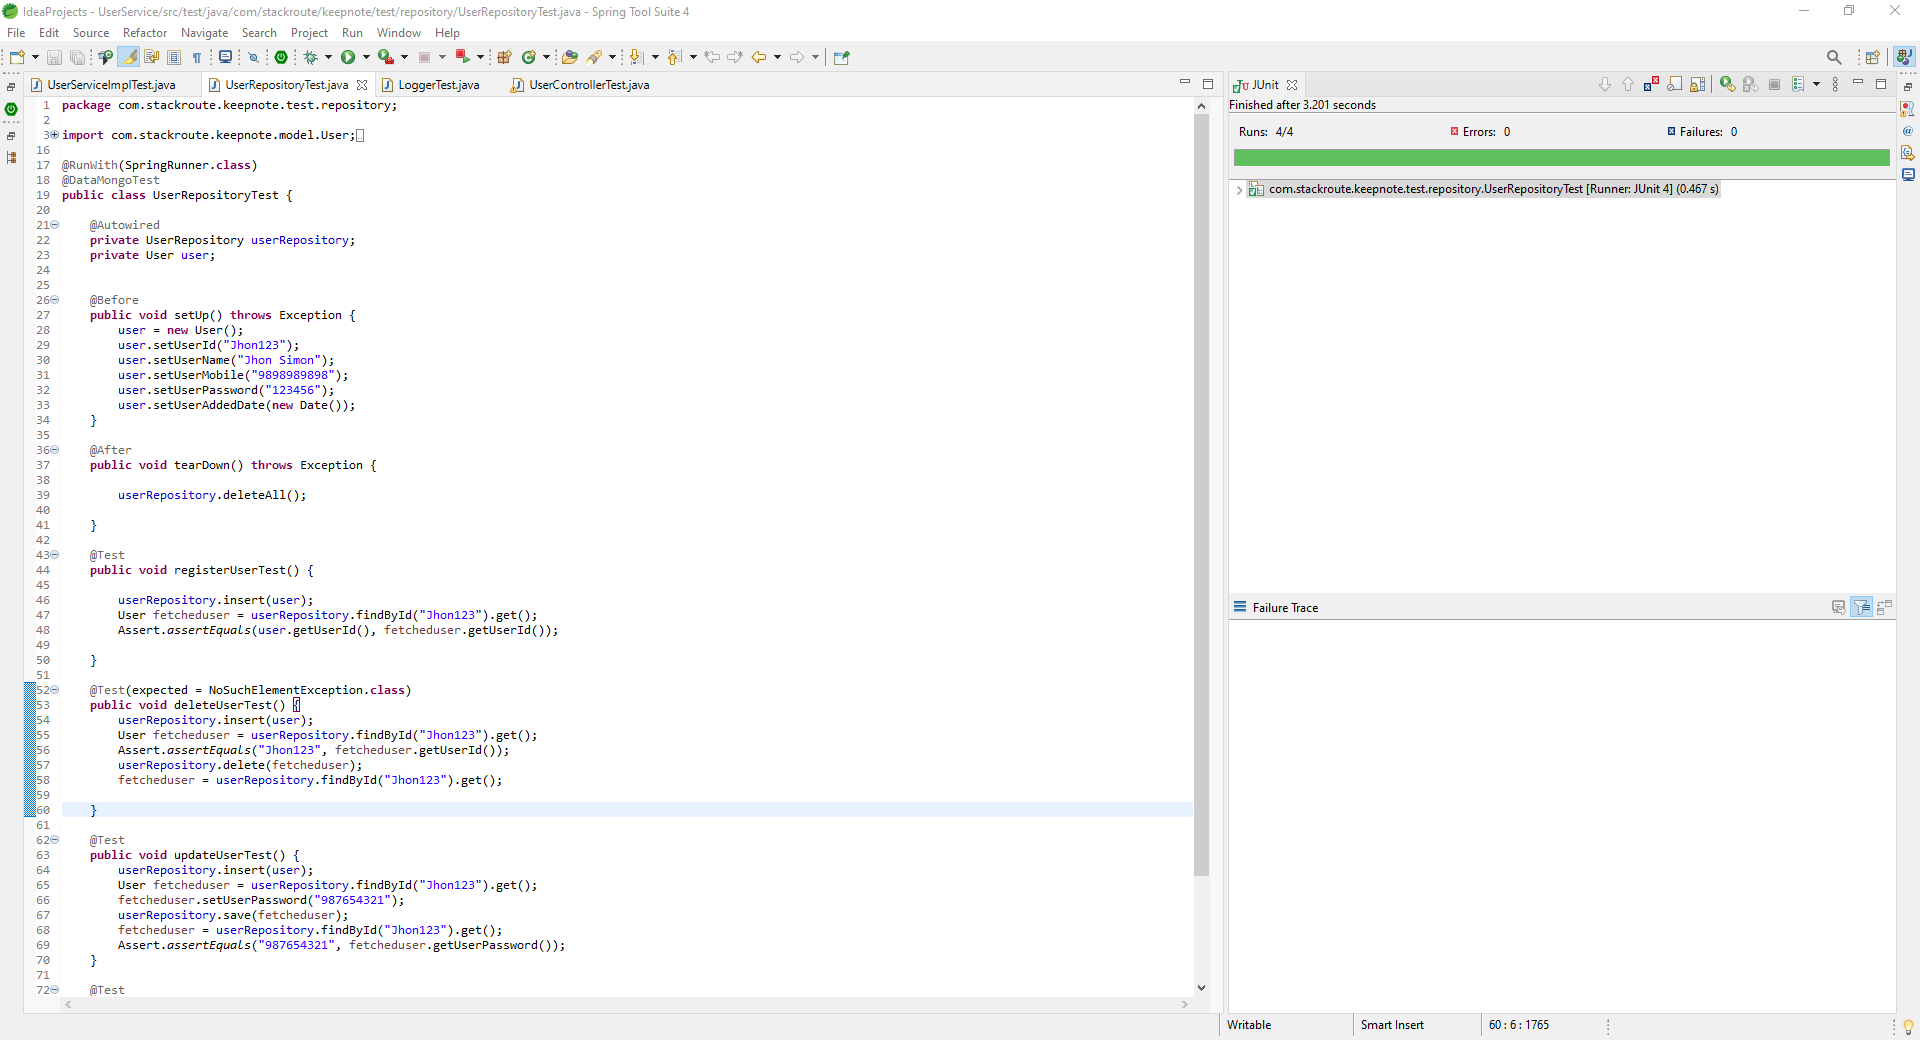 IdeaProjects - UserService/src/test/java/com/stackroute/keepnote/test/repository/UserRepositoryTest.java - Spring Tool Suite 4
File Edit Source Refactor Navigate Search Project Run Window Help
UserServiceImplTest.java UserRepositoryTest.java LoggerTest.java UserControllerTest.java
1 package com.stackroute.keepnote.test.repository;
2
3 import com.stackroute.keepnote.model.User;
16
17 @RunWith(SpringRunner.class)
18 @DataMongoTest
19 public class UserRepositoryTest {
20
21 @Autowired
22 private UserRepository userRepository;
23 private User user;
24
25
26 @Before
27 public void setUp() throws Exception {
28 user = new User();
29 user.setUserId("Jhon123");
30 user.setUserName("Jhon Simon");
31 user.setUserMobile("9898989898");
32 user.setUserPassword("123456");
33 user.setUserAddedDate(new Date());
34 }
35
36 @After
37 public void tearDown() throws Exception {
38
39 userRepository.deleteAll();
40
41 }
42
43 @Test
44 public void registerUserTest() {
45
46 userRepository.insert(user);
47 User fetcheduser = userRepository.findById("Jhon123").get();
48 Assert.assertEquals(user.getUserId(), fetcheduser.getUserId());
49
50 }
51
52 @Test(expected = NoSuchElementException.class)
53 public void deleteUserTest() {
54 userRepository.insert(user);
55 User fetcheduser = userRepository.findById("Jhon123").get();
56 Assert.assertEquals("Jhon123", fetcheduser.getUserId());
57 userRepository.delete(fetcheduser);
58 fetcheduser = userRepository.findById("Jhon123").get();
59
60 }
61
62 @Test
63 public void updateUserTest() {
64 userRepository.insert(user);
65 User fetcheduser = userRepository.findById("Jhon123").get();
66 fetcheduser.setUserPassword("987654321");
67 userRepository.save(fetcheduser);
68 fetcheduser = userRepository.findById("Jhon123").get();
69 Assert.assertEquals("987654321", fetcheduser.getUserPassword());
70 }
71
72 @Test
JUnit
Finished after 3.201 seconds
Runs: 4/4 Errors: 0 Failures: 0
com.stackroute.keepnote.test.repository.UserRepositoryTest [Runner: JUnit 4] (0.467 s)
Failure Trace
Writable Smart Insert 60 : 6 : 1765